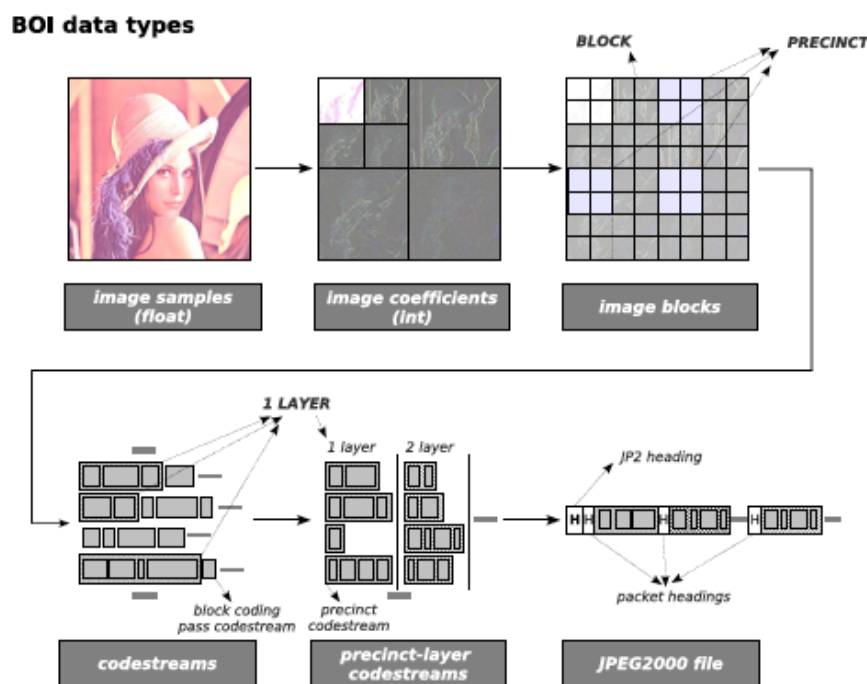 BOI data types
BLOCK
PRECINCT
image samples
(float)
image coefficients
(int)
image blocks
1 LAYER
1 layer
2 layer
JP2 heading
H
H
H
H
block coding
pass codestream
precinct
codestream
packet headings
codestreams
precinct-layer
codestreams
JPEG2000 file